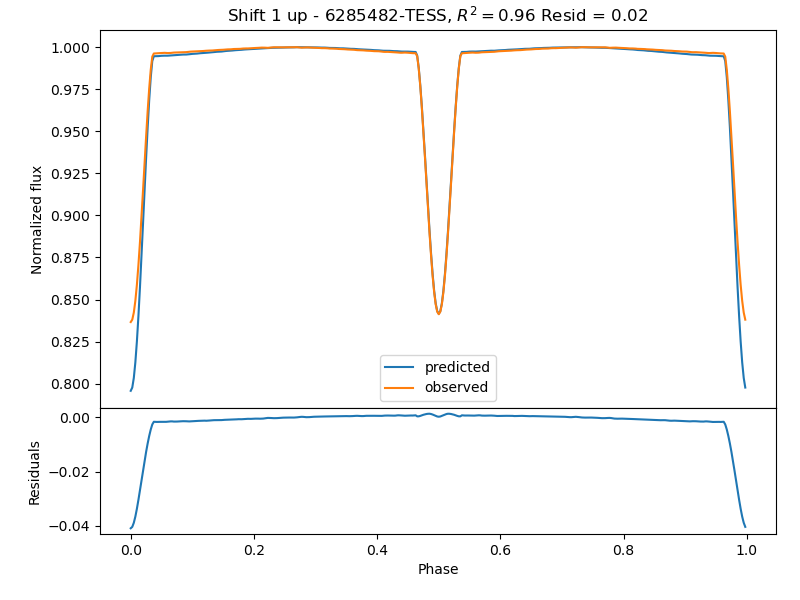 Shift 1 up - 6285482-TESS, R² = 0.96 Resid = 0.02
Normalized flux
1.000
0.975
0.950
0.925
0.900
0.875
0.850
0.825
0.800
predicted
observed
Residuals
0.00
−0.02
−0.04
0.0 0.2 0.4 0.6 0.8 1.0
Phase